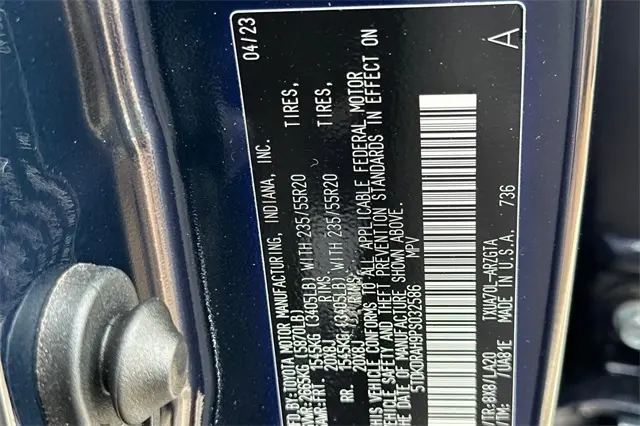 MFD. BY: TOYOTA MOTOR MANUFACTURING, INDIANA, INC. 04/23
GVWR: 2665KG (5870LB)
GAWR: FRT. 1545KG (3405LB) WITH 235/55R20 TIRES,
20X8J RIMS,
RR. 1545KG (3405LB) WITH 235/55R20 TIRES,
20X8J RIMS,
THIS VEHICLE CONFORMS TO ALL APPLICABLE FEDERAL MOTOR
VEHICLE SAFETY AND THEFT PREVENTION STANDARDS IN EFFECT ON
THE DATE OF MANUFACTURE SHOWN ABOVE.
5TDKDRAH9PS032586 MPV
C/TR: 8X8/LA20 TXUA70L-ARZGTA
A/TM: /UA81E MADE IN U.S.A. 736 A